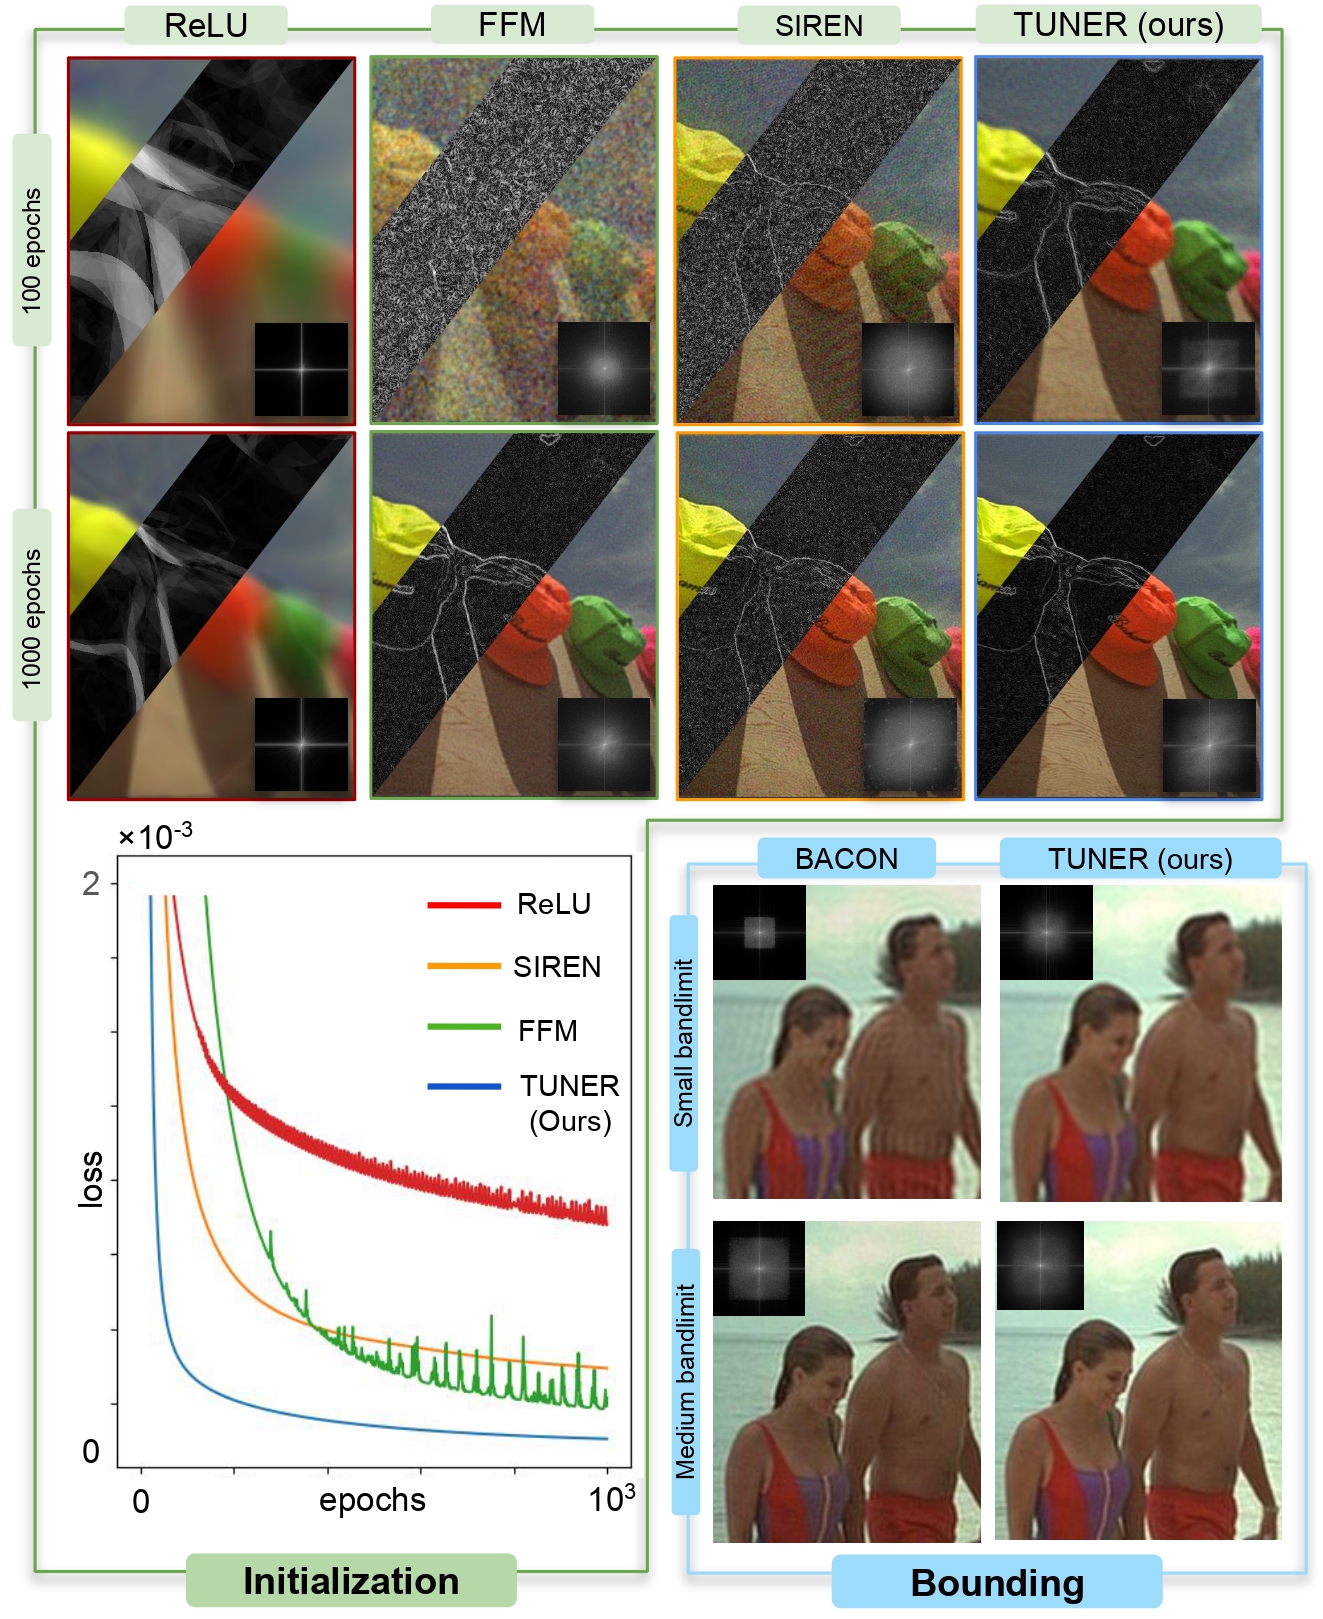 ReLU
FFM
SIREN
TUNER (ours)
100 epochs
1000 epochs
×10-3
2
ReLU
SIREN
FFM
TUNER
(Ours)
loss
0
0
epochs
103
Initialization
BACON
TUNER (ours)
Small bandlimit
Medium bandlimit
Bounding